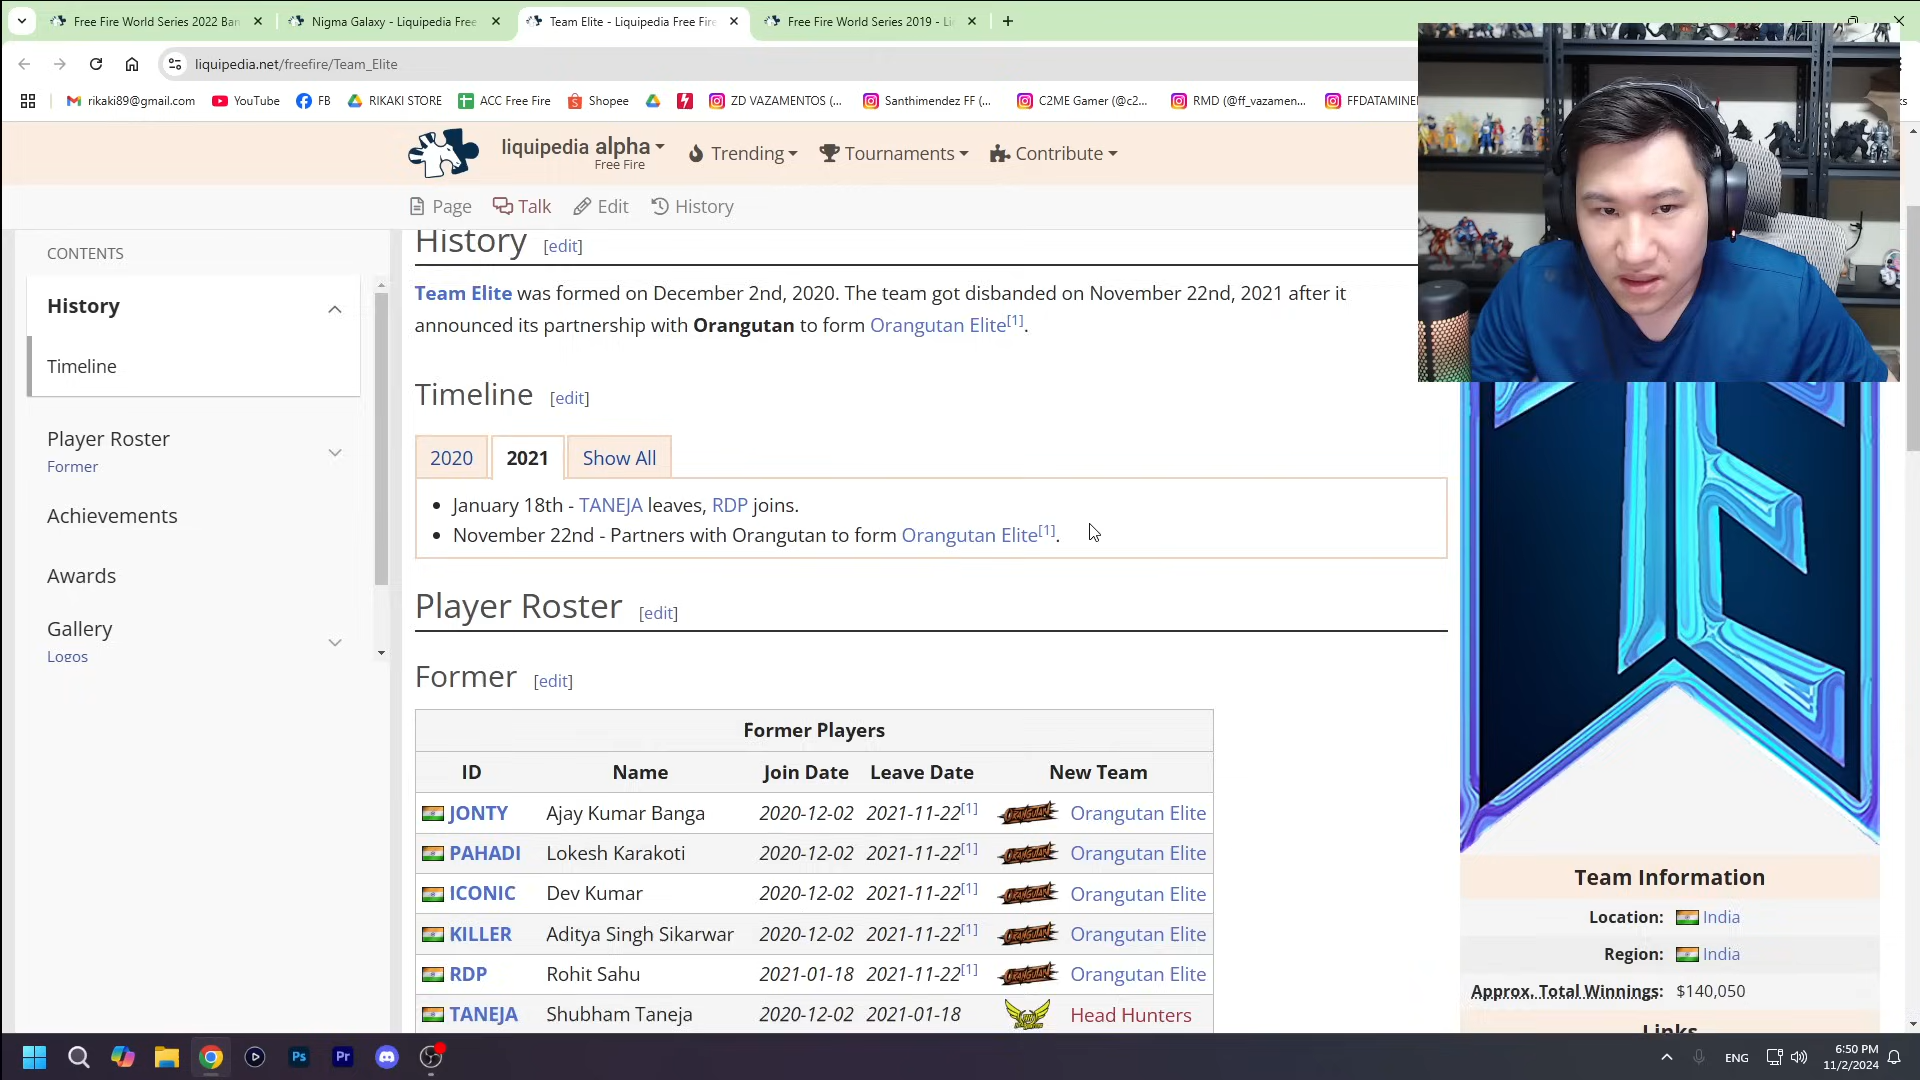 Free Fire World Series 2022 Ban
Nigma Galaxy - Liquipedia Free
Team Elite - Liquipedia Free Fire
Free Fire World Series 2019 - Li
liquipedia.net/freefire/Team_Elite
rikaki89@gmail.com
YouTube
FB
RIKAKI STORE
ACC Free Fire
Shopee
ZD VAZAMENTOS (...
Santhimendez FF (...
C2ME Gamer (@c2...
RMD (@ff_vazamen...
FFDATAMINE
liquipedia alpha
Free Fire
Trending
Tournaments
Contribute
Page
Talk
Edit
History
CONTENTS
History
Timeline
Player Roster
Former
Achievements
Awards
Gallery
Logos
History [edit]
Team Elite was formed on December 2nd, 2020. The team got disbanded on November 22nd, 2021 after it
announced its partnership with Orangutan to form Orangutan Elite[1].
Timeline [edit]
2020 2021 Show All
January 18th - TANEJA leaves, RDP joins.
November 22nd - Partners with Orangutan to form Orangutan Elite[1].
Player Roster [edit]
Former [edit]
Former Players
ID Name Join Date Leave Date New Team
JONTY Ajay Kumar Banga 2020-12-02 2021-11-22[1] Orangutan Elite
PAHADI Lokesh Karakoti 2020-12-02 2021-11-22[1] Orangutan Elite
ICONIC Dev Kumar 2020-12-02 2021-11-22[1] Orangutan Elite
KILLER Aditya Singh Sikarwar 2020-12-02 2021-11-22[1] Orangutan Elite
RDP Rohit Sahu 2021-01-18 2021-11-22[1] Orangutan Elite
TANEJA Shubham Taneja 2020-12-02 2021-01-18 Head Hunters
TE
Team Information
Location: India
Region: India
Approx. Total Winnings: $140,050
Links
ENG
6:50 PM
11/2/2024